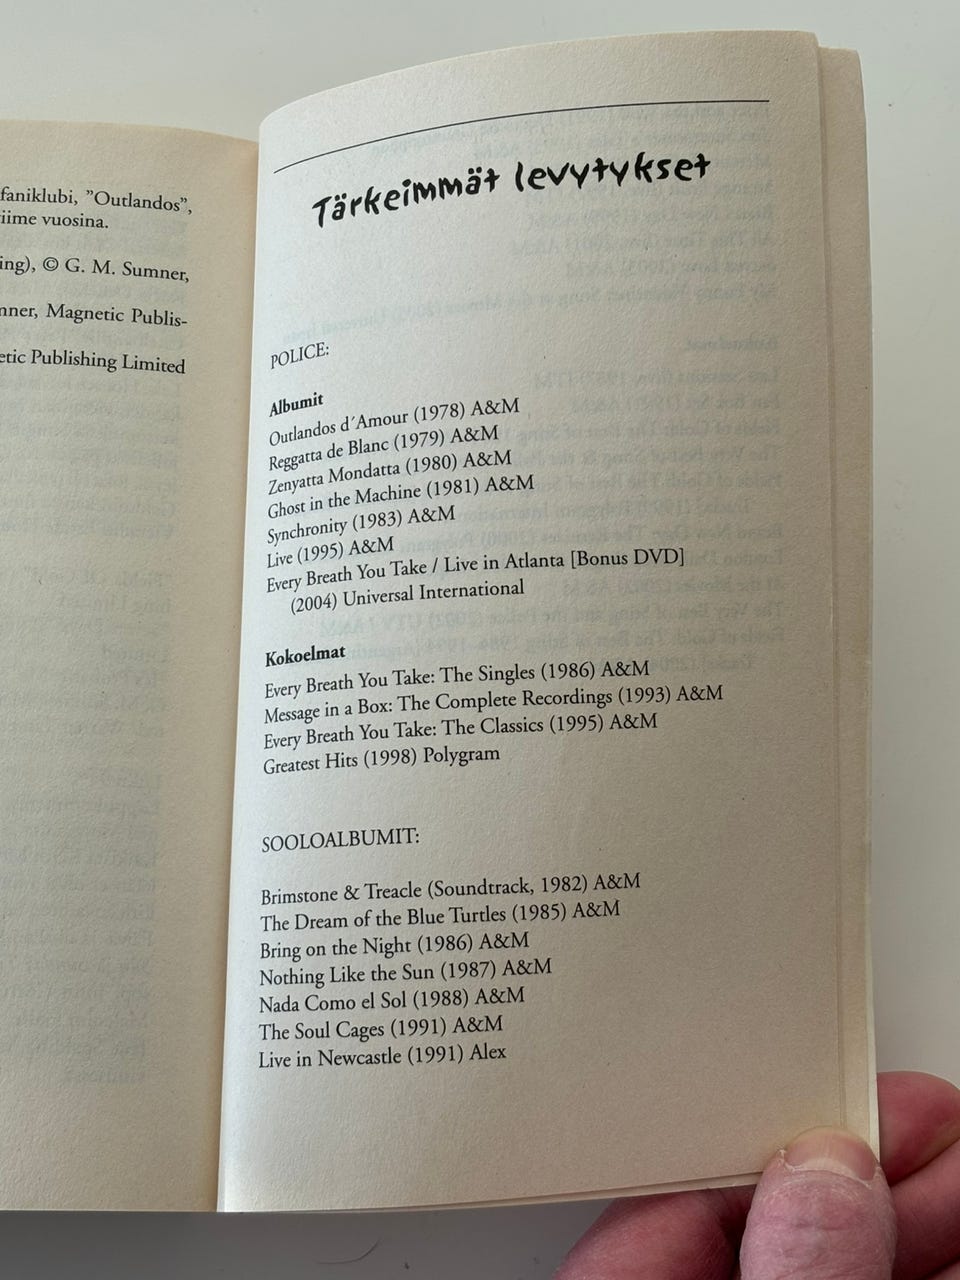 faniklubi, ”Outlandos”,
iime vuosina.
ing), © G. M. Sumner,
nner, Magnetic Publis-
etic Publishing Limited
Tärkeimmät levytykset
POLICE:
Albumit
Outlandos d´Amour (1978) A&M
Reggatta de Blanc (1979) A&M
Zenyatta Mondatta (1980) A&M
Ghost in the Machine (1981) A&M
Synchronity (1983) A&M
Live (1995) A&M
Every Breath You Take / Live in Atlanta [Bonus DVD]
(2004) Universal International
Kokoelmat
Every Breath You Take: The Singles (1986) A&M
Message in a Box: The Complete Recordings (1993) A&M
Every Breath You Take: The Classics (1995) A&M
Greatest Hits (1998) Polygram
SOOLOALBUMIT:
Brimstone & Treacle (Soundtrack, 1982) A&M
The Dream of the Blue Turtles (1985) A&M
Bring on the Night (1986) A&M
Nothing Like the Sun (1987) A&M
Nada Como el Sol (1988) A&M
The Soul Cages (1991) A&M
Live in Newcastle (1991) Alex